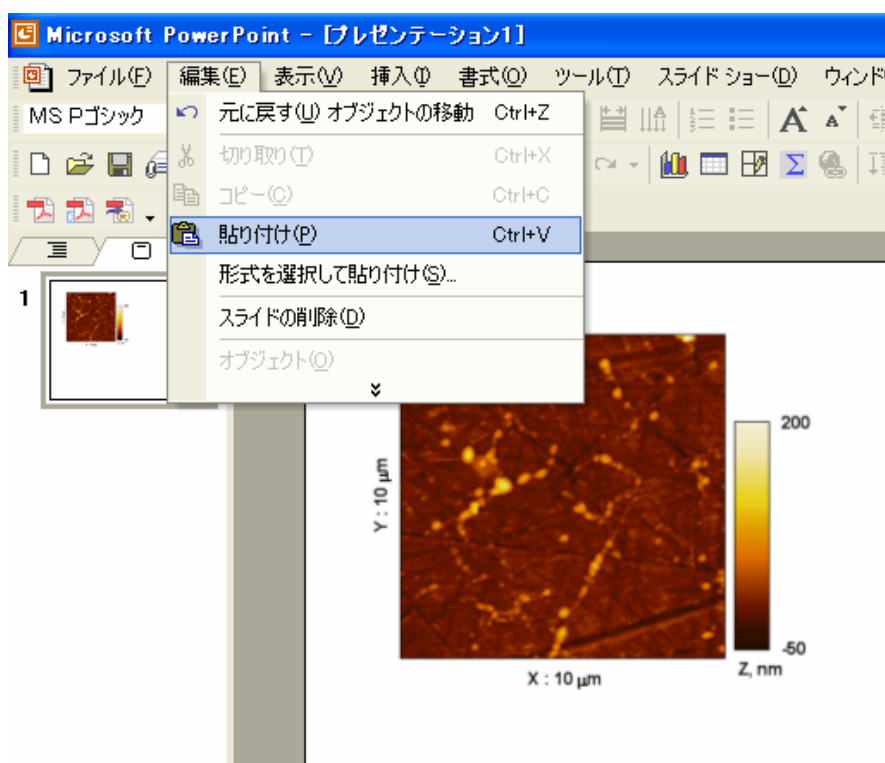 Microsoft PowerPoint - [プレゼンテーション1]
ファイル(F) 編集(E) 表示(V) 挿入(I) 書式(O) ツール(T) スライド ショー(D) ウィンド
MS Pゴシック
元に戻す(U) オブジェクトの移動 Ctrl+Z
切り取り(T) Ctrl+X
コピー(C) Ctrl+C
貼り付け(P) Ctrl+V
形式を選択して貼り付け(S)...
スライドの削除(D)
オブジェクト(O)
1
200
Y : 10 μm
-50
Z, nm
X : 10 μm